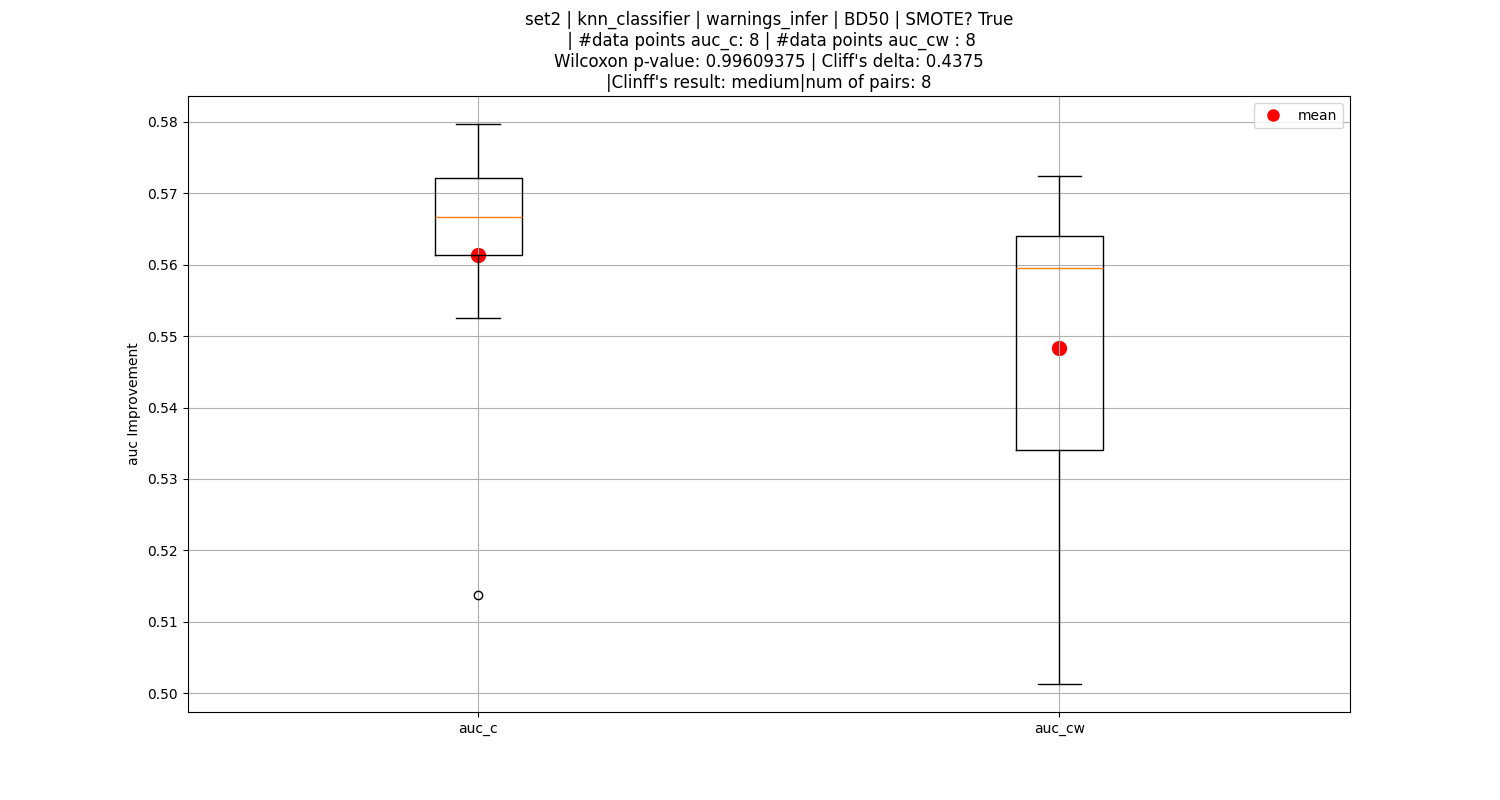 set2 | knn_classifier | warnings_infer | BD50 | SMOTE? True
| #data points auc_c: 8 | #data points auc_cw : 8
Wilcoxon p-value: 0.99609375 | Cliff's delta: 0.4375
|Clinff's result: medium|num of pairs: 8
mean
0.58
0.57
0.56
0.55
0.54
0.53
0.52
0.51
0.50
auc Improvement
auc_c
auc_cw